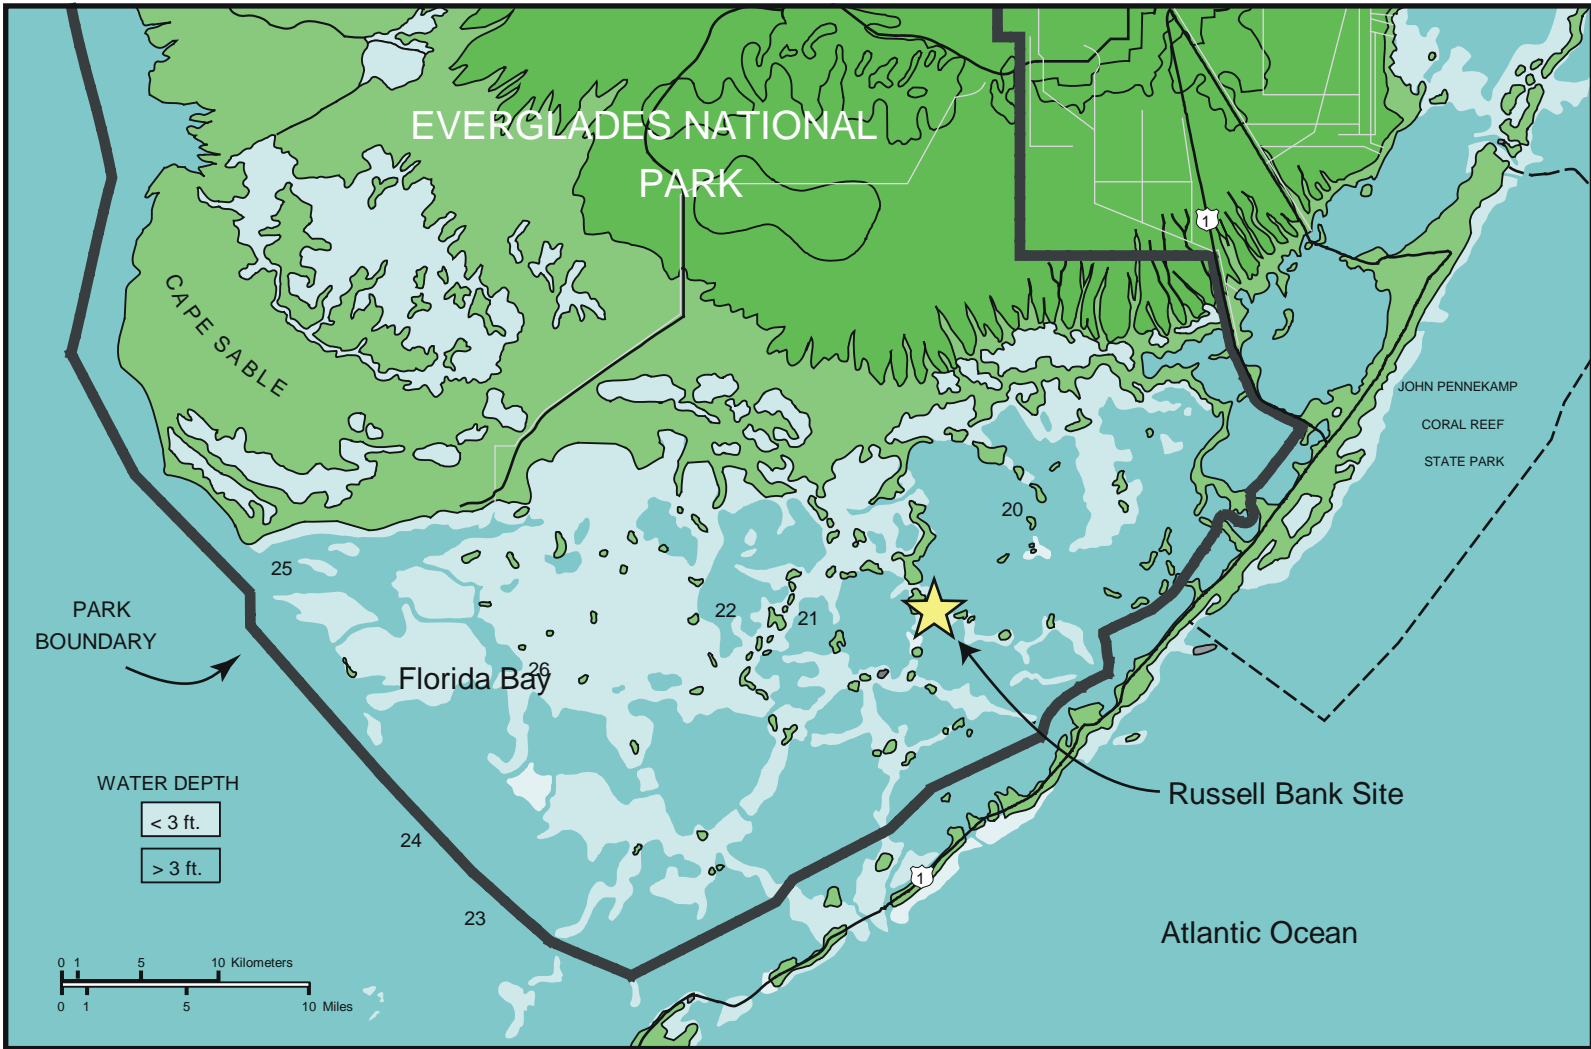 EVERGLADES NATIONAL
PARK
1
CAPE SABLE
JOHN PENNEKAMP
CORAL REEF
STATE PARK
20
25
22
21
PARK
BOUNDARY
26
Florida Bay
WATER DEPTH
< 3 ft.
> 3 ft.
Russell Bank Site
24
1
23
Atlantic Ocean
0 1 5 10 Kilometers
0 1 5 10 Miles